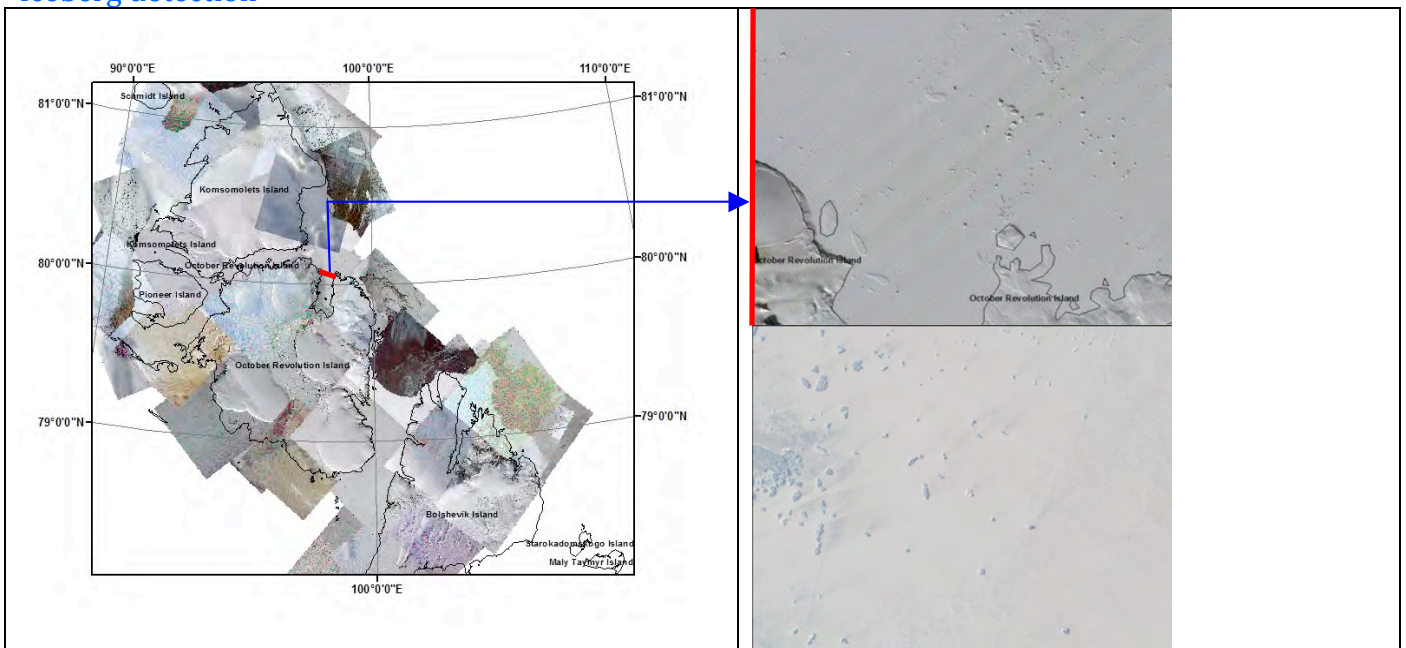 Iceberg detection
90°0'0"E
100°0'0"E
110°0'0"E
81°0'0"N
Schmidt Island
81°0'0"N
Komsomolets Island
Komsomolets Island
80°0'0"N
October Revolution Island
80°0'0"N
Pioneer Island
October Revolution Island
79°0'0"N
79°0'0"N
Bolshevik Island
Starokadomskogo Island
Maly Taymyr Island
100°0'0"E
October Revolution Island
October Revolution Island